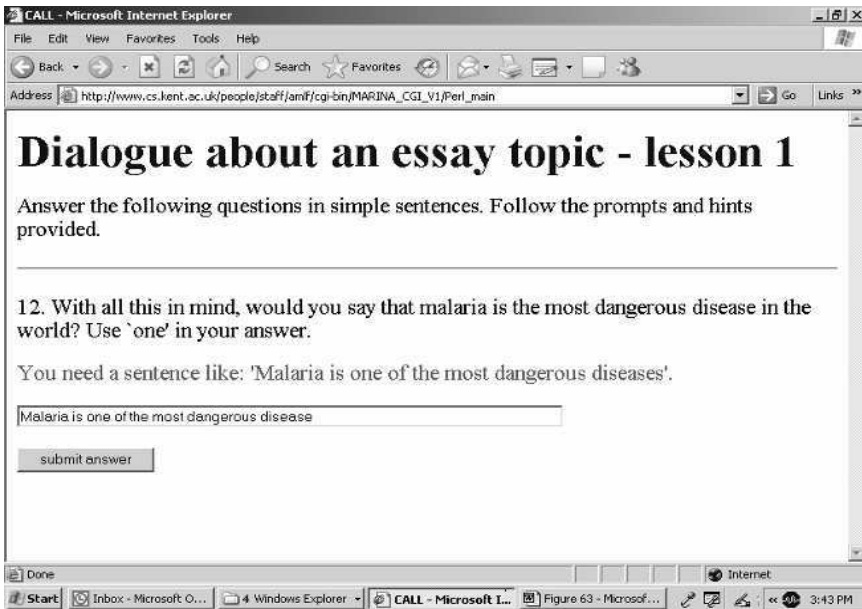 CALL - Microsoft Internet Explorer
File Edit View Favorites Tools Help
Back Search Favorites
Address http://www.cs.kent.ac.uk/people/staff/amlf/cgi-bin/MARINA_CGI_V1/Perl_main Go Links »
Dialogue about an essay topic - lesson 1
Answer the following questions in simple sentences. Follow the prompts and hints
provided.
12. With all this in mind, would you say that malaria is the most dangerous disease in the
world? Use `one' in your answer.
You need a sentence like: 'Malaria is one of the most dangerous diseases'.
Malaria is one of the most dangerous disease
submit answer
Done Internet
Start Inbox - Microsoft O... 4 Windows Explorer CALL - Microsoft I... Figure 63 - Microsof... « 3:43 PM